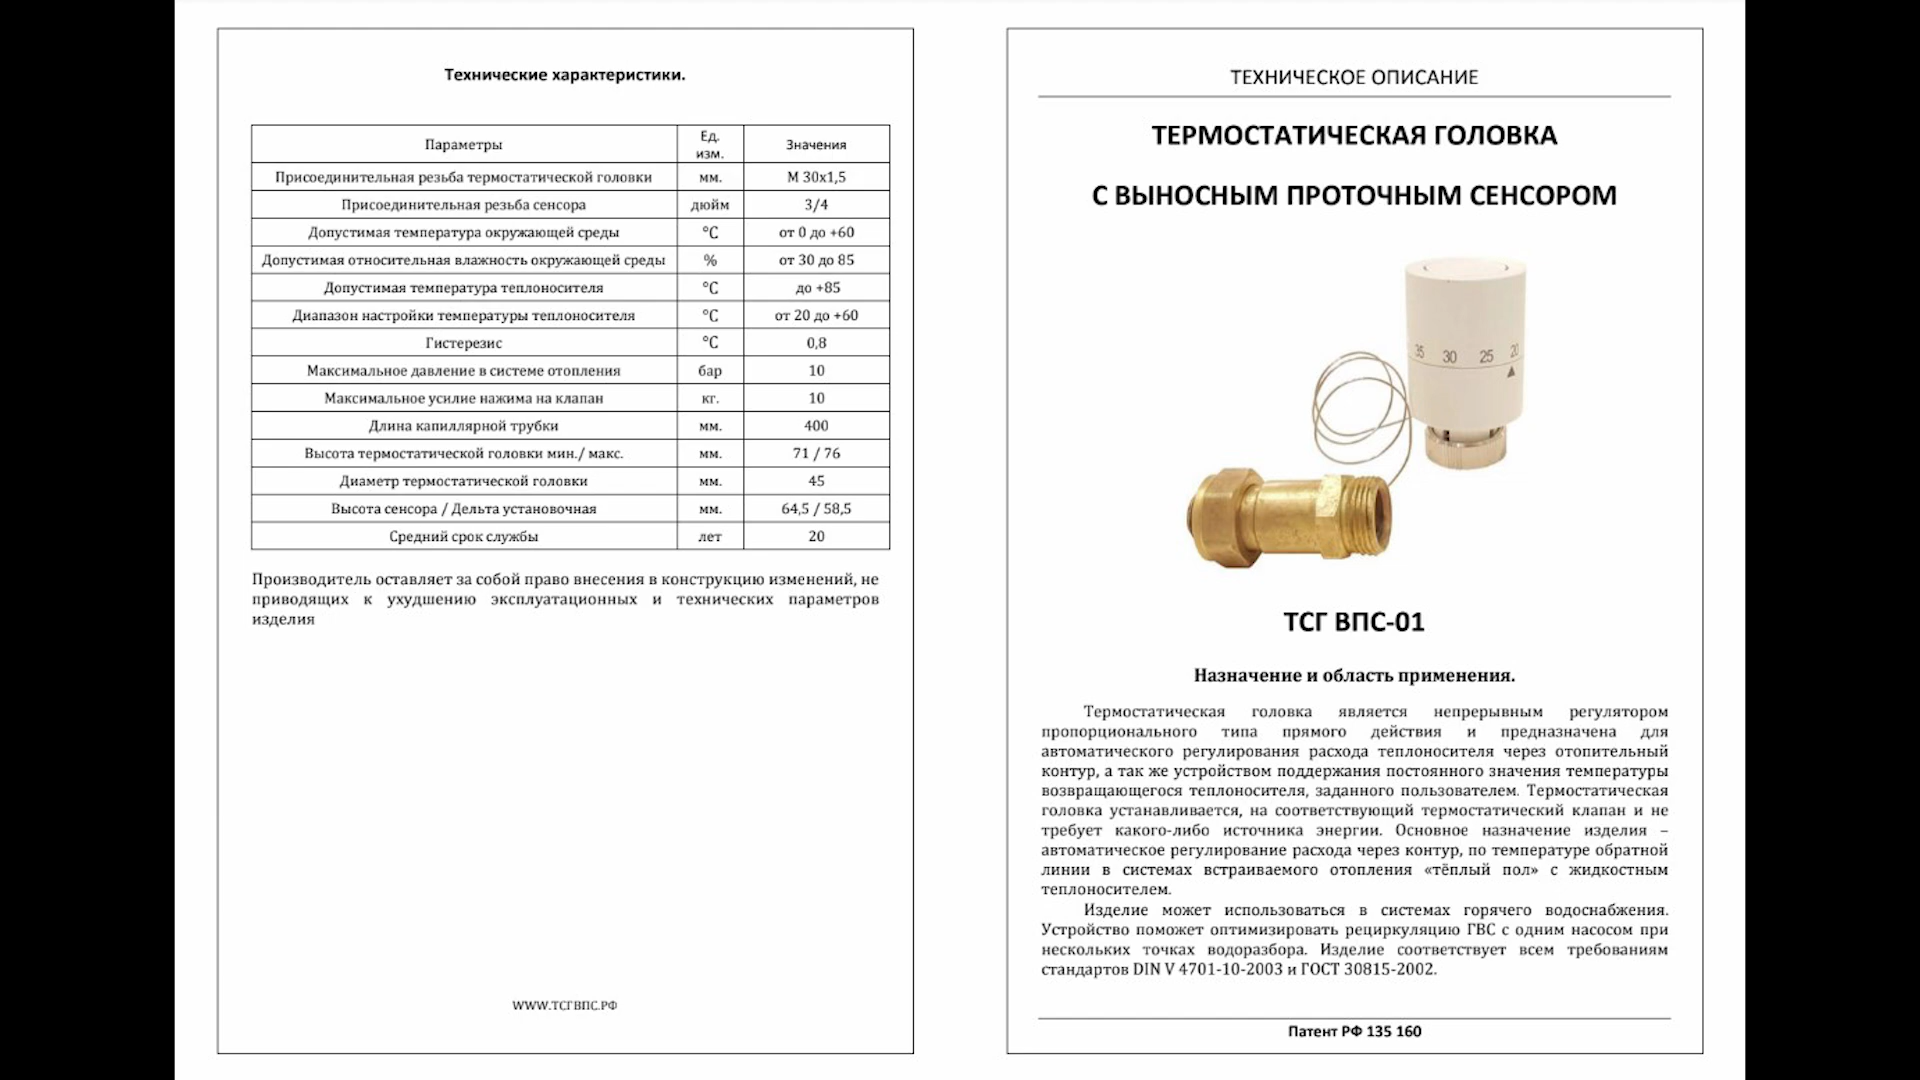 Технические характеристики.
Параметры Ед. изм. Значения
Присоединительная резьба термостатической головки мм. М 30х1,5
Присоединительная резьба сенсора дюйм 3/4
Допустимая температура окружающей среды °С от 0 до +60
Допустимая относительная влажность окружающей среды % от 30 до 85
Допустимая температура теплоносителя °С до +85
Диапазон настройки температуры теплоносителя °С от 20 до +60
Гистерезис °С 0,8
Максимальное давление в системе отопления бар 10
Максимальное усилие нажима на клапан кг. 10
Длина капиллярной трубки мм. 400
Высота термостатической головки мин./ макс. мм. 71 / 76
Диаметр термостатической головки мм. 45
Высота сенсора / Дельта установочная мм. 64,5 / 58,5
Средний срок службы лет 20
Производитель оставляет за собой право внесения в конструкцию изменений, не
приводящих к ухудшению эксплуатационных и технических параметров
изделия
WWW.ТСГВПС.РФ
ТЕХНИЧЕСКОЕ ОПИСАНИЕ
ТЕРМОСТАТИЧЕСКАЯ ГОЛОВКА
С ВЫНОСНЫМ ПРОТОЧНЫМ СЕНСОРОМ
35 30 25 20
ТСГ ВПС-01
Назначение и область применения.
Термостатическая головка является непрерывным регулятором
пропорционального типа прямого действия и предназначена для
автоматического регулирования расхода теплоносителя через отопительный
контур, а так же устройством поддержания постоянного значения температуры
возвращающегося теплоносителя, заданного пользователем. Термостатическая
головка устанавливается, на соответствующий термостатический клапан и не
требует какого-либо источника энергии. Основное назначение изделия –
автоматическое регулирование расхода через контур, по температуре обратной
линии в системах встраиваемого отопления «тёплый пол» с жидкостным
теплоносителем.
Изделие может использоваться в системах горячего водоснабжения.
Устройство поможет оптимизировать рециркуляцию ГВС с одним насосом при
нескольких точках водоразбора. Изделие соответствует всем требованиям
стандартов DIN V 4701-10-2003 и ГОСТ 30815-2002.
Патент РФ 135 160